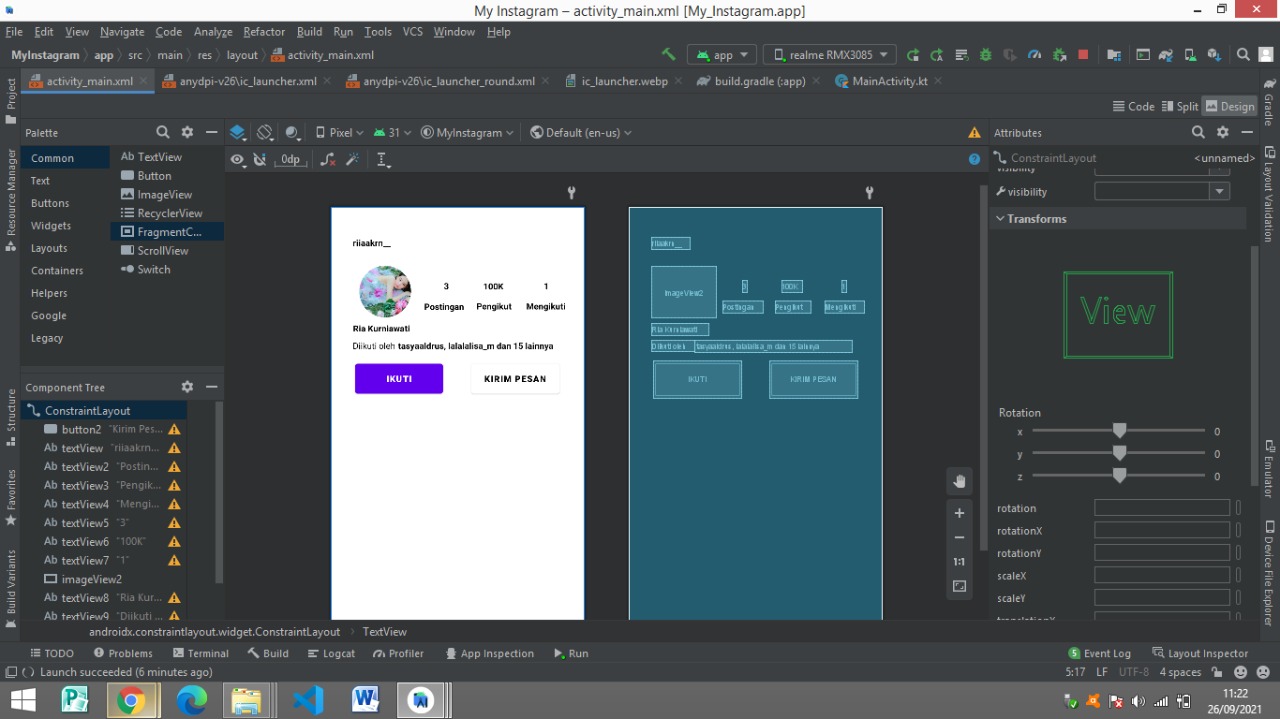 My Instagram – activity_main.xml [My_Instagram.app]
File Edit View Navigate Code Analyze Refactor Build Run Tools VCS Window Help
MyInstagram app src main res layout activity_main.xml
app realme RMX3085
activity_main.xml anydpi-v26\ic_launcher.xml anydpi-v26\ic_launcher_round.xml ic_launcher.webp build.gradle (:app) MainActivity.kt
Code Split Design
Project
Resource Manager
Structure
Favorites
Build Variants
Palette
Common
Text
Buttons
Widgets
Layouts
Containers
Helpers
Google
Legacy
Ab TextView
Button
ImageView
RecyclerView
FragmentC...
ScrollView
Switch
Component Tree
ConstraintLayout
button2 "Kirim Pes...
Ab textView "riiaakrn...
Ab textView2 "Postin...
Ab textView3 "Pengik...
Ab textView4 "Mengi...
Ab textView5 "3"
Ab textView6 "100K"
Ab textView7 "1"
imageView2
Ab textView8 "Ria Kur...
Ab textView9 "Diikuti ...
Pixel 31 MyInstagram Default (en-us)
0dp
riiaakrn__
3 100K 1
Postingan Pengikut Mengikuti
Ria Kurniawati
Diikuti oleh tasyaaldrus, lalalalisa_m dan 15 lainnya
IKUTI KIRIM PESAN
riiaakrn__
ImageView2
3 100K 1
Postingan Pengikut Mengikuti
Ria Kurniawati
Diikuti oleh tasyaaldrus, lalalalisa_m dan 15 lainnya
IKUTI KIRIM PESAN
1:1
Attributes
ConstraintLayout <unnamed>
visibility
visibility
Transforms
View
Rotation
x 0
y 0
z 0
rotation
rotationX
rotationY
scaleX
scaleY
translationX
Gradle
Layout Validation
Emulator
Device File Explorer
androidx.constraintlayout.widget.ConstraintLayout TextView
TODO Problems Terminal Build Logcat Profiler App Inspection Run
5 Event Log Layout Inspector
Launch succeeded (6 minutes ago)
5:17 LF UTF-8 4 spaces
11:22
26/09/2021